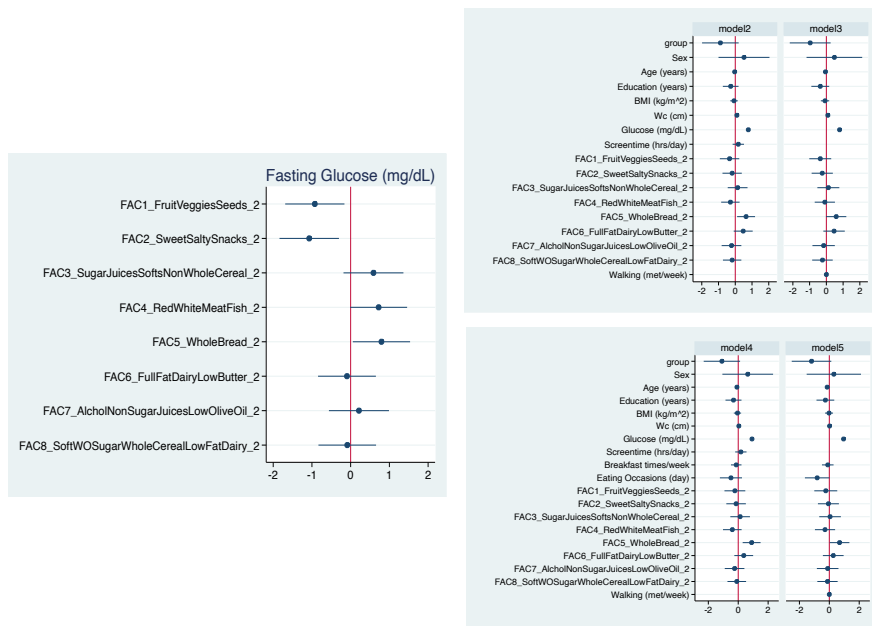 Fasting Glucose (mg/dL)
FAC1_FruitVeggiesSeeds_2
FAC2_SweetSaltySnacks_2
FAC3_SugarJuicesSoftsNonWholeCereal_2
FAC4_RedWhiteMeatFish_2
FAC5_WholeBread_2
FAC6_FullFatDairyLowButter_2
FAC7_AlcholNonSugarJuicesLowOliveOil_2
FAC8_SoftWOSugarWholeCerealLowFatDairy_2
-2 -1 0 1 2
model2 model3
group
Sex
Age (years)
Education (years)
BMI (kg/m^2)
Wc (cm)
Glucose (mg/dL)
Screentime (hrs/day)
FAC1_FruitVeggiesSeeds_2
FAC2_SweetSaltySnacks_2
FAC3_SugarJuicesSoftsNonWholeCereal_2
FAC4_RedWhiteMeatFish_2
FAC5_WholeBread_2
FAC6_FullFatDairyLowButter_2
FAC7_AlcholNonSugarJuicesLowOliveOil_2
FAC8_SoftWOSugarWholeCerealLowFatDairy_2
Walking (met/week)
-2 -1 0 1 2 -2 -1 0 1 2
model4 model5
group
Sex
Age (years)
Education (years)
BMI (kg/m^2)
Wc (cm)
Glucose (mg/dL)
Screentime (hrs/day)
Breakfast times/week
Eating Occasions (day)
FAC1_FruitVeggiesSeeds_2
FAC2_SweetSaltySnacks_2
FAC3_SugarJuicesSoftsNonWholeCereal_2
FAC4_RedWhiteMeatFish_2
FAC5_WholeBread_2
FAC6_FullFatDairyLowButter_2
FAC7_AlcholNonSugarJuicesLowOliveOil_2
FAC8_SoftWOSugarWholeCerealLowFatDairy_2
Walking (met/week)
-2 0 2 -2 0 2